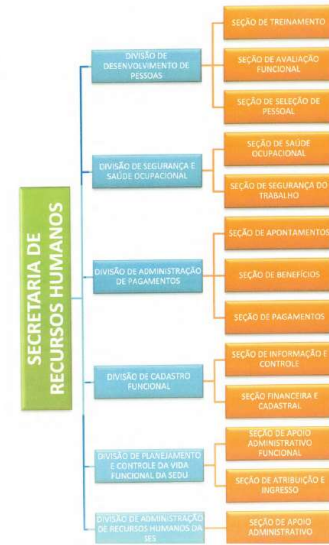 SECRETARIA DE
RECURSOS HUMANOS
DIVISÃO DE
DESENVOLVIMENTO DE
PESSOAS
SEÇÃO DE TREINAMENTO
SEÇÃO DE AVALIAÇÃO
FUNCIONAL
SEÇÃO DE SELEÇÃO DE
PESSOAL
DIVISÃO DE SEGURANÇA E
SAÚDE OCUPACIONAL
SEÇÃO DE SAÚDE
OCUPACIONAL
SEÇÃO DE SEGURANÇA DO
TRABALHO
DIVISÃO DE ADMINISTRAÇÃO
DE PAGAMENTOS
SEÇÃO DE APONTAMENTOS
SEÇÃO DE BENEFÍCIOS
SEÇÃO DE PAGAMENTOS
DIVISÃO DE CADASTRO
FUNCIONAL
SEÇÃO DE INFORMAÇÃO E
CONTROLE
SEÇÃO FINANCEIRA E
CADASTRAL
DIVISÃO DE PLANEJAMENTO
E CONTROLE DA VIDA
FUNCIONAL DA SEDU
SEÇÃO DE APOIO
ADMINISTRATIVO
FUNCIONAL
SEÇÃO DE ATRIBUIÇÃO E
INGRESSO
DIVISÃO DE ADMINISTRAÇÃO
DE RECURSOS HUMANOS DA
SES
SEÇÃO DE APOIO
ADMINISTRATIVO